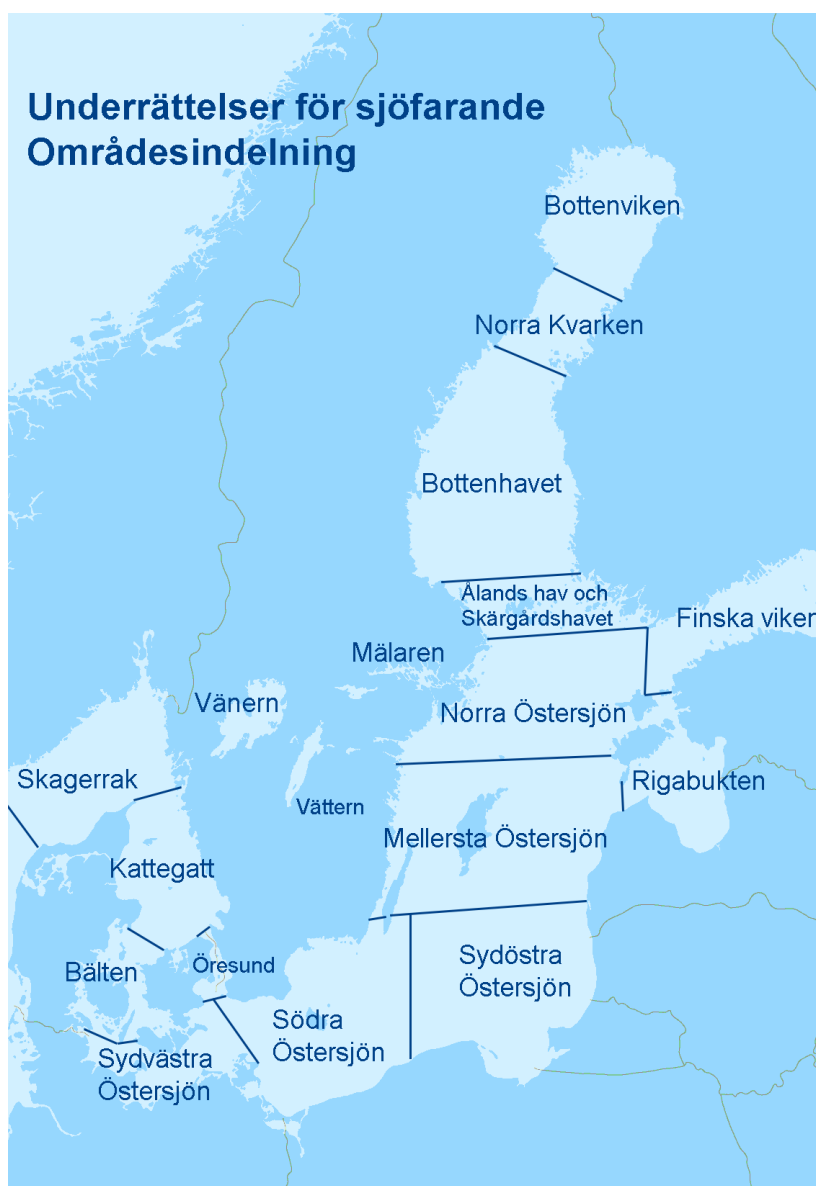 Underrättelser för sjöfarande
Områdesindelning
Bottenviken
Norra Kvarken
Bottenhavet
Ålands hav och
Skärgårdshavet
Finska viken
Mälaren
Vänern
Norra Östersjön
Skagerrak
Rigabukten
Vättern
Mellersta Östersjön
Kattegatt
Sydöstra
Östersjön
Öresund
Bälten
Södra
Östersjön
Sydvästra
Östersjön